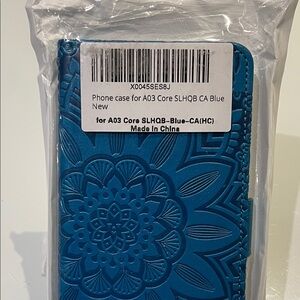 X0045SES8J
Phone case for A03 Core SLHQB CA Blue
New
for A03 Core SLHQB-Blue-CA(HC)
Made in China